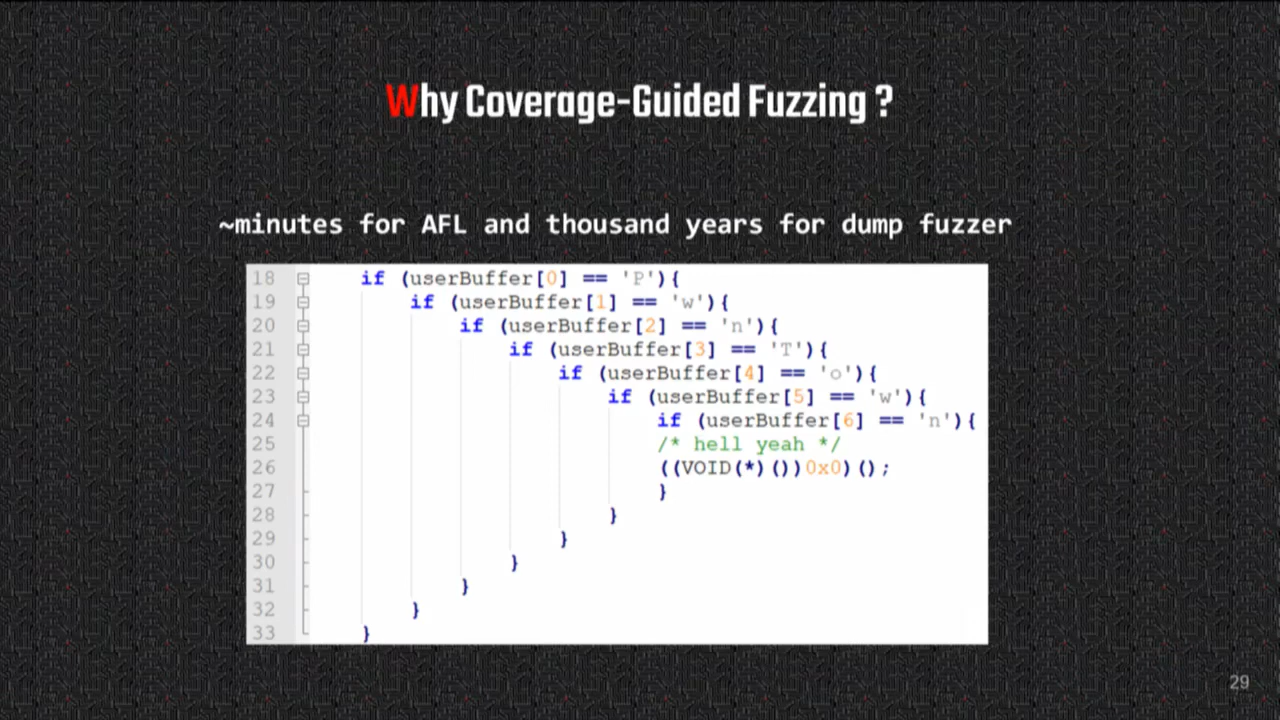 Why Coverage-Guided Fuzzing ?
~minutes for AFL and thousand years for dump fuzzer
18 if (userBuffer[0] == 'P'){
19 if (userBuffer[1] == 'w'){
20 if (userBuffer[2] == 'n'){
21 if (userBuffer[3] == 'T'){
22 if (userBuffer[4] == 'o'){
23 if (userBuffer[5] == 'w'){
24 if (userBuffer[6] == 'n'){
25 /* hell yeah */
26 ((VOID(*)())0x0)();
27 }
28 }
29 }
30 }
31 }
32 }
33 }
29